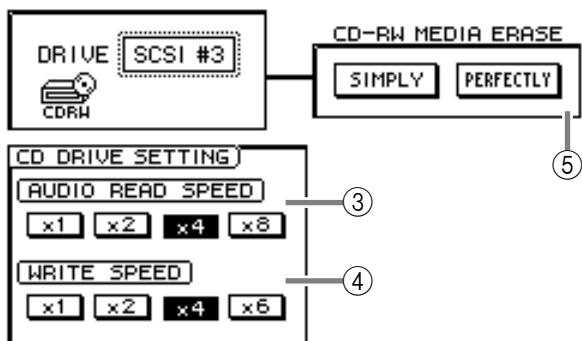 DRIVE SCSI #3
CDRW
CD-RW MEDIA ERASE
SIMPLY PERFECTLY
⑤
CD DRIVE SETTING
AUDIO READ SPEED
③
x1 x2 x4 x8
WRITE SPEED
④
x1 x2 x4 x6